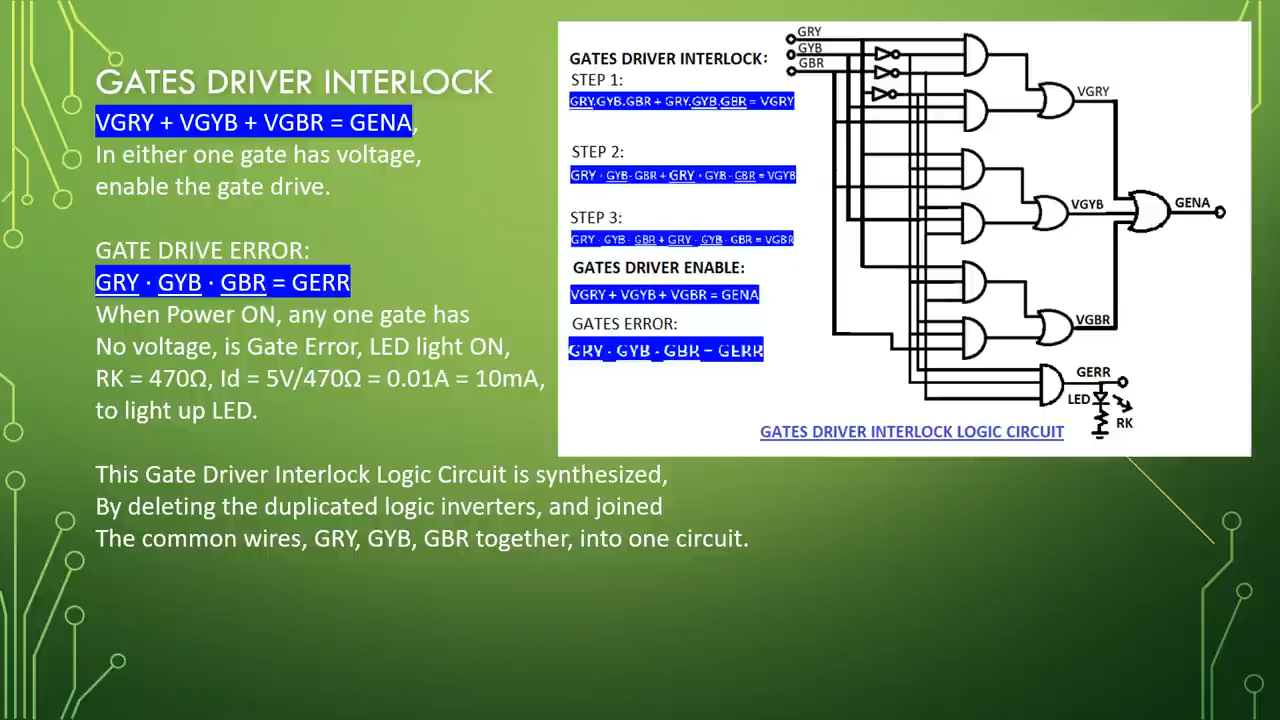 GATES DRIVER INTERLOCK
VGRY + VGYB + VGBR = GENA,
In either one gate has voltage,
enable the gate drive.
GATE DRIVE ERROR:
GRY · GYB · GBR = GERR
When Power ON, any one gate has
No voltage, is Gate Error, LED light ON,
RK = 470Ω, Id = 5V/470Ω = 0.01A = 10mA,
to light up LED.
This Gate Driver Interlock Logic Circuit is synthesized,
By deleting the duplicated logic inverters, and joined
The common wires, GRY, GYB, GBR together, into one circuit.
GATES DRIVER INTERLOCK:
STEP 1:
GRY.GYB.GBR + GRY.GYB.GBR = VGRY
STEP 2:
GRY · GYB · GBR + GRY · GYB · GBR = VGYB
STEP 3:
GRY · GYB · GBR + GRY · GYB · GBR = VGBR
GATES DRIVER ENABLE:
VGRY + VGYB + VGBR = GENA
GATES ERROR:
GRY · GYB · GBR = GERR
GRY
GYB
GBR
VGRY
VGYB
GENA
VGBR
GERR
LED
RK
GATES DRIVER INTERLOCK LOGIC CIRCUIT